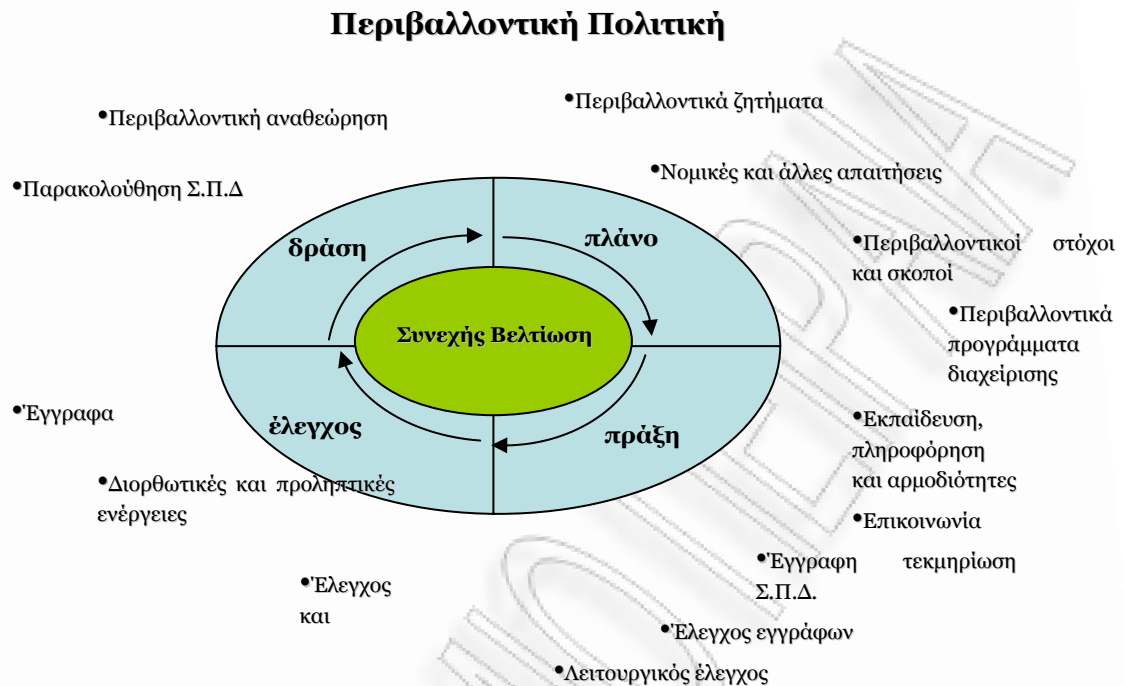 Περιβαλλοντική Πολιτική
•Περιβαλλοντικά ζητήματα
•Περιβαλλοντική αναθεώρηση
•Νομικές και άλλες απαιτήσεις
•Παρακολούθηση Σ.Π.Δ
δράση
πλάνο
•Περιβαλλοντικοί στόχοι
και σκοποί
•Περιβαλλοντικά
προγράμματα
διαχείρισης
Συνεχής Βελτίωση
•Έγγραφα
έλεγχος
πράξη
•Εκπαίδευση,
πληροφόρηση
και αρμοδιότητες
•Διορθωτικές και προληπτικές
ενέργειες
•Επικοινωνία
•Έγγραφη τεκμηρίωση
Σ.Π.Δ.
•Έλεγχος
και
•Έλεγχος εγγράφων
•Λειτουργικός έλεγχος